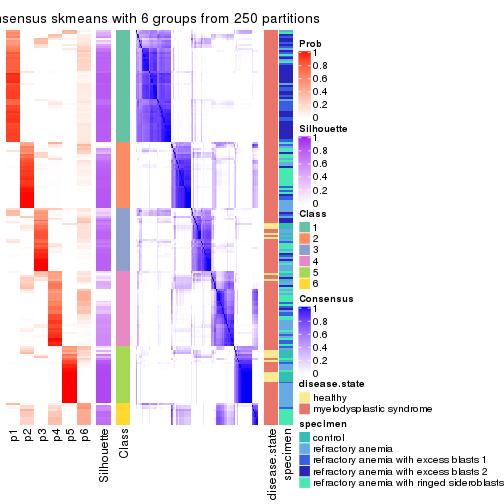 nsensus skmeans with 6 groups from 250 partitions
Prob
1
0.8
0.6
0.4
0.2
0
Silhouette
1
0.8
0.6
0.4
0.2
0
Class
1
2
3
4
5
6
Consensus
1
0.8
0.6
0.4
0.2
0
disease.state
healthy
myelodysplastic syndrome
specimen
control
refractory anemia
refractory anemia with excess blasts 1
refractory anemia with excess blasts 2
refractory anemia with ringed sideroblasts
p1
p2
p3
p4
p5
p6
Silhouette
Class
disease.state
specimen